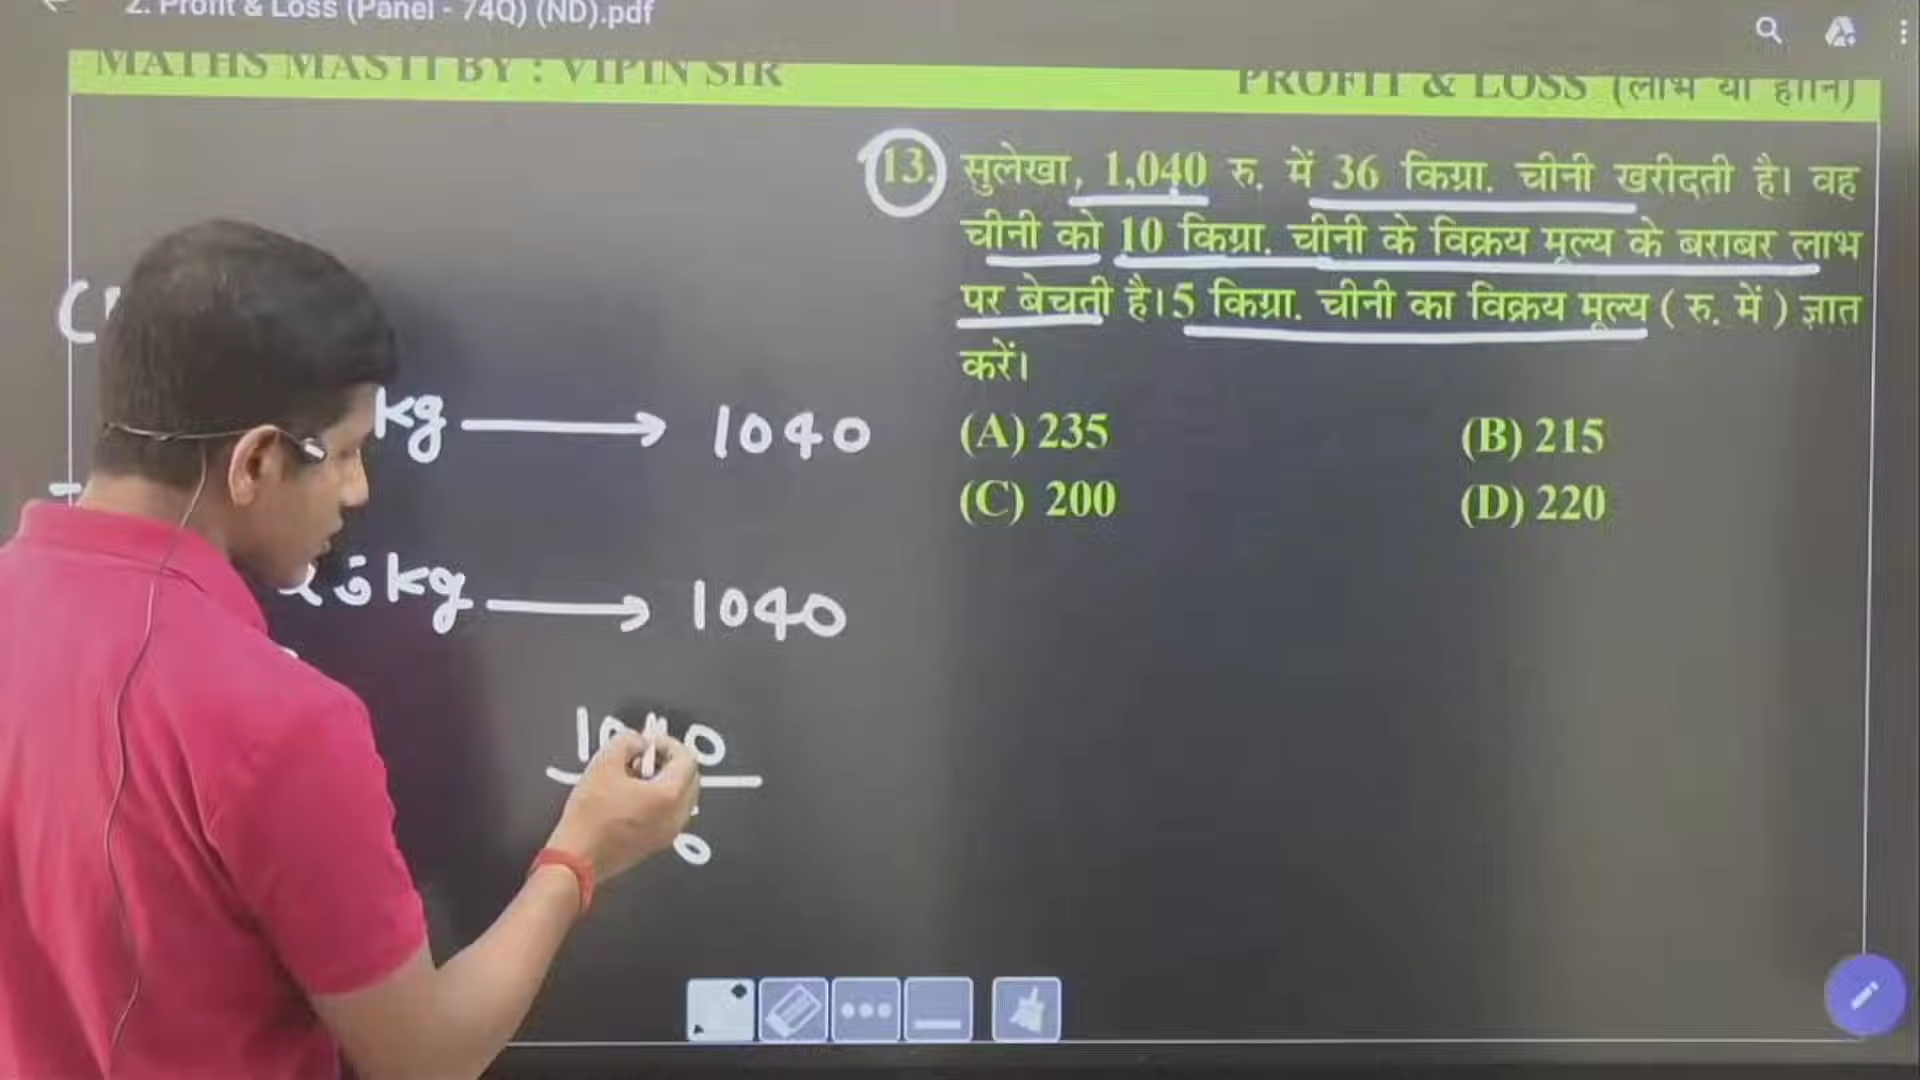 2. Profit & Loss (Panel - 74Q) (ND).pdf
MATHS MASTI BY : VIPIN SIR
PROFIT & LOSS (लाभ या हानि)
13. सुलेखा, 1,040 रु. में 36 किग्रा. चीनी खरीदती है। वह
चीनी को 10 किग्रा. चीनी के विक्रय मूल्य के बराबर लाभ
पर बेचती है।5 किग्रा. चीनी का विक्रय मूल्य ( रु. में ) ज्ञात
करें।
(A) 235
(B) 215
(C) 200
(D) 220
kg → 1040
kg → 1040